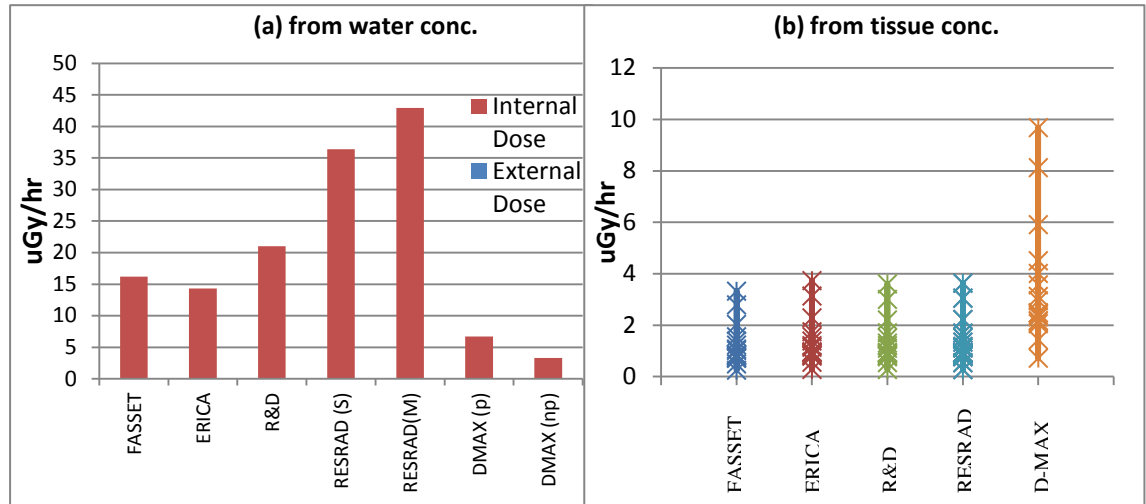 (a) from water conc.
uGy/hr
50
45
40
35
30
25
20
15
10
5
0
Internal
Dose
External
Dose
FASSET
ERICA
R&D
RESRAD (S)
RESRAD(M)
DMAX (p)
DMAX (np)
(b) from tissue conc.
uGy/hr
12
10
8
6
4
2
0
FASSET
ERICA
R&D
RESRAD
D-MAX